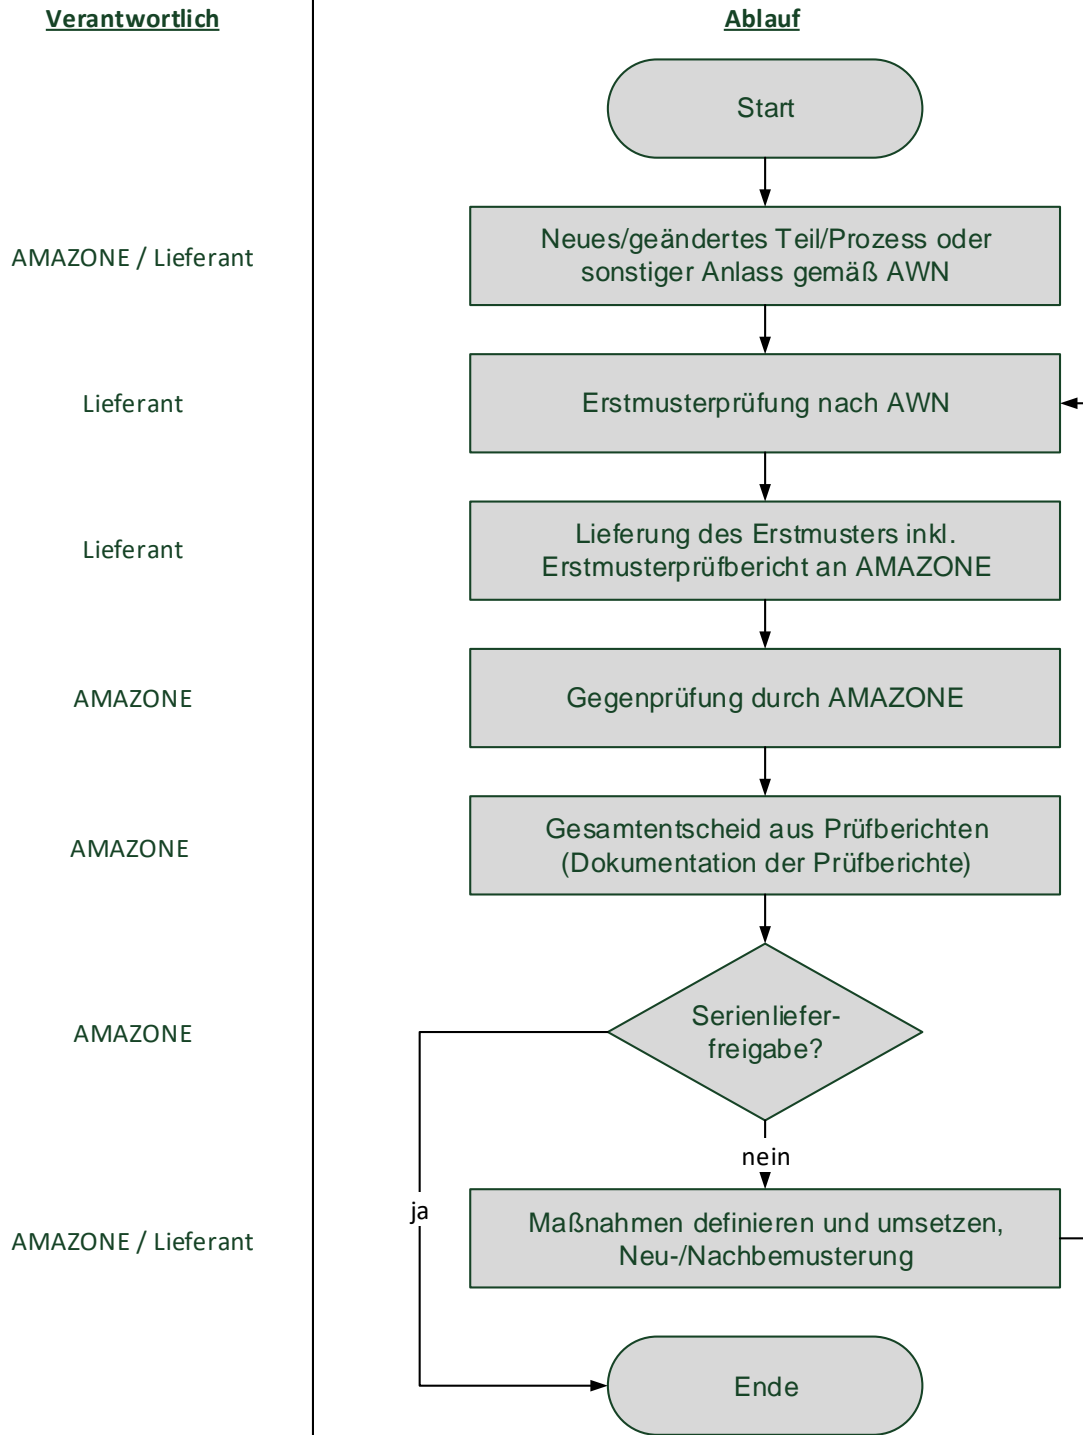 Verantwortlich
Ablauf
Start
AMAZONE / Lieferant
Neues/geändertes Teil/Prozess oder
sonstiger Anlass gemäß AWN
Lieferant
Erstmusterprüfung nach AWN
Lieferant
Lieferung des Erstmusters inkl.
Erstmusterprüfbericht an AMAZONE
AMAZONE
Gegenprüfung durch AMAZONE
AMAZONE
Gesamtentscheid aus Prüfberichten
(Dokumentation der Prüfberichte)
AMAZONE
Serienliefer-
freigabe?
nein
ja
AMAZONE / Lieferant
Maßnahmen definieren und umsetzen,
Neu-/Nachbemusterung
Ende